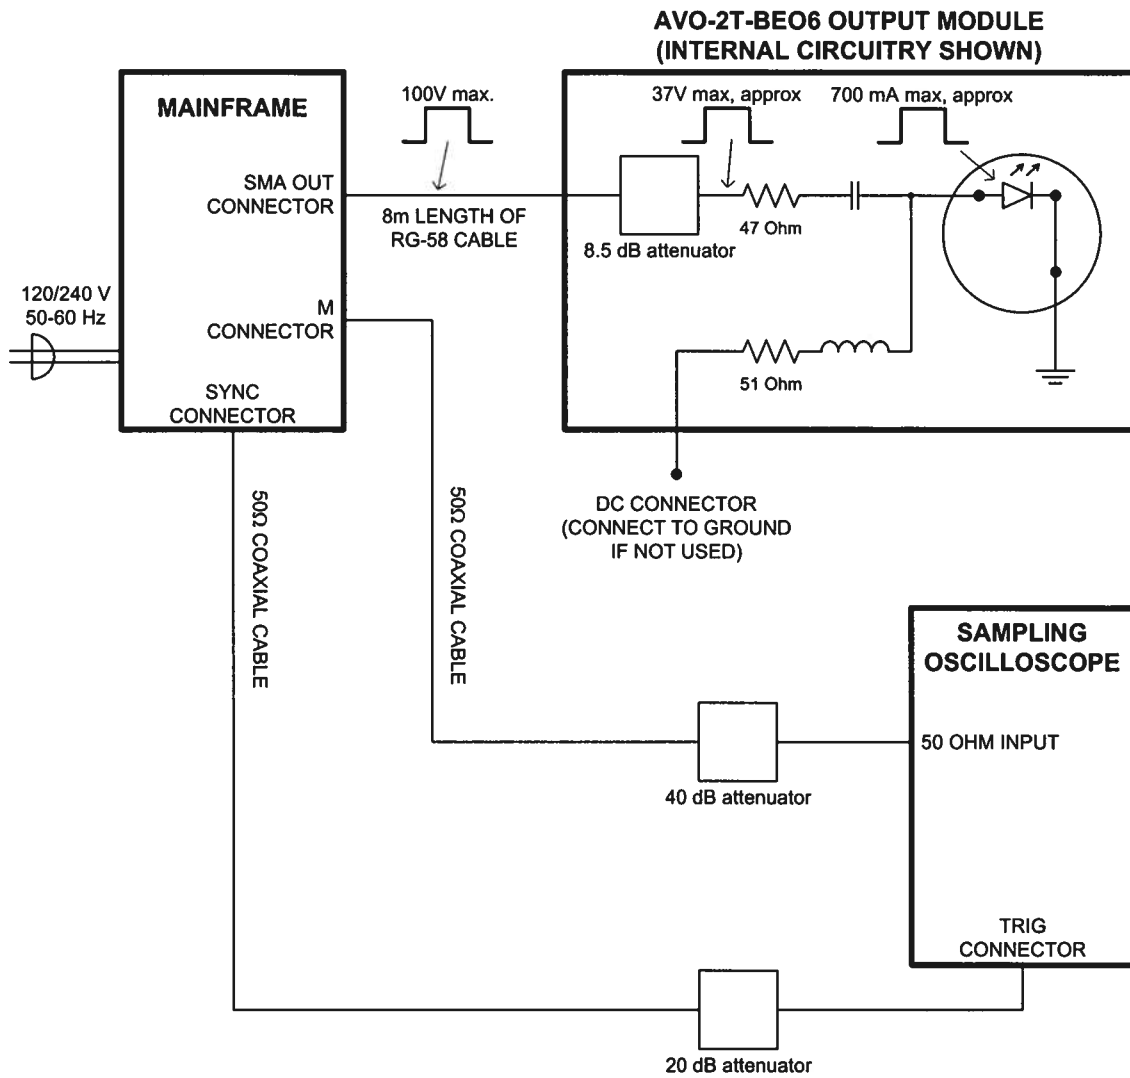 AVO-2T-BEO6 OUTPUT MODULE
(INTERNAL CIRCUITRY SHOWN)
MAINFRAME
100V max.
37V max, approx
700 mA max, approx
SMA OUT
CONNECTOR
8m LENGTH OF
RG-58 CABLE
8.5 dB attenuator
47 Ohm
120/240 V
50-60 Hz
M
CONNECTOR
51 Ohm
SYNC
CONNECTOR
50Ω COAXIAL CABLE
50Ω COAXIAL CABLE
DC CONNECTOR
(CONNECT TO GROUND
IF NOT USED)
SAMPLING
OSCILLOSCOPE
50 OHM INPUT
40 dB attenuator
TRIG
CONNECTOR
20 dB attenuator